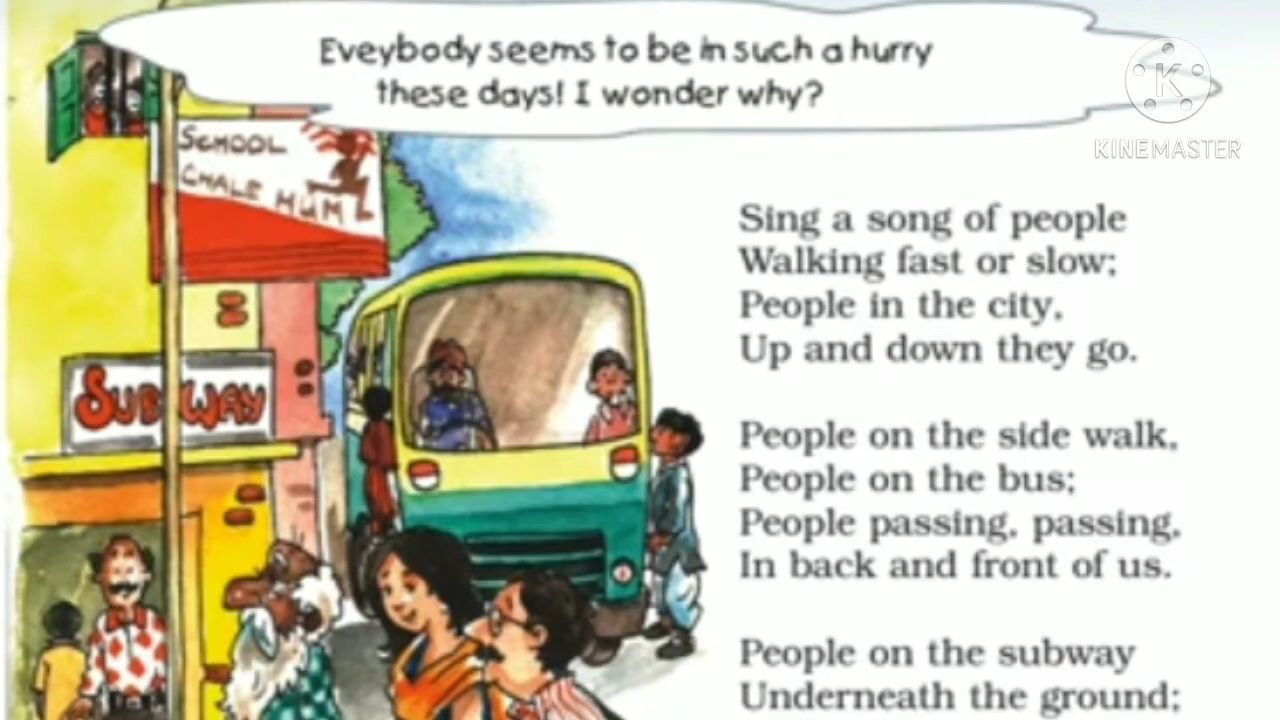 Eveybody seems to be in such a hurry
these days! I wonder why?
KINEMASTER
SCHOOL
CHALE HUM
SUBWAY
Sing a song of people
Walking fast or slow;
People in the city,
Up and down they go.
People on the side walk,
People on the bus;
People passing, passing,
In back and front of us.
People on the subway
Underneath the ground;